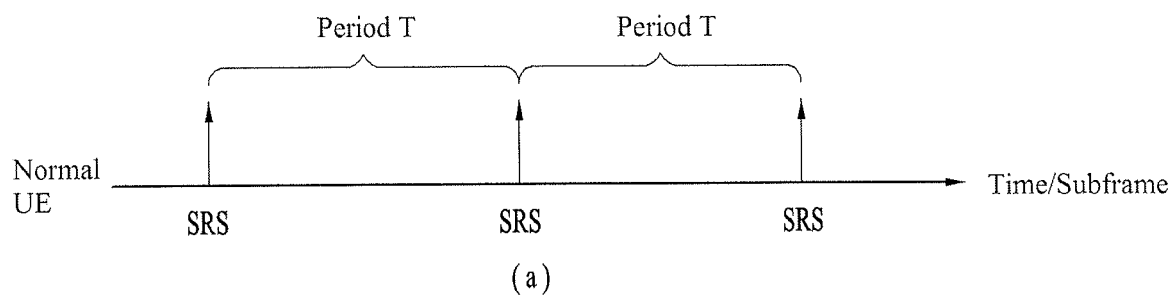 Period T
Period T
Normal
UE
Time/Subframe
SRS
SRS
SRS
(a)